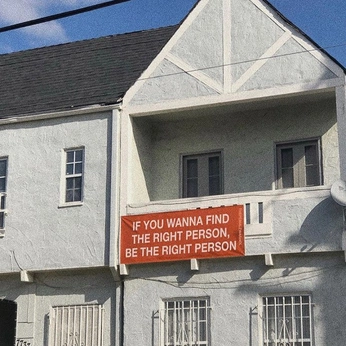 IF YOU WANNA FIND
THE RIGHT PERSON,
BE THE RIGHT PERSON